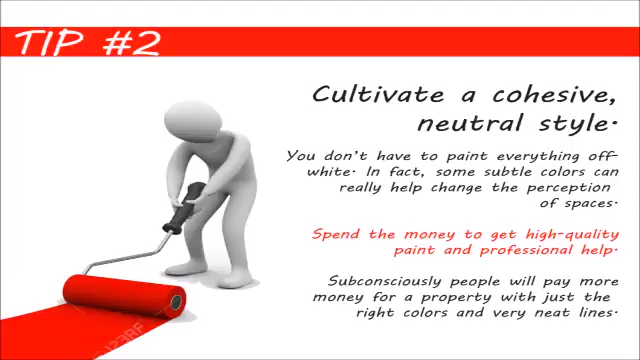 TIP #2
Cultivate a cohesive,
neutral style.
You don't have to paint everything off-
white. In fact, some subtle colors can
really help change the perception
of spaces.
Spend the money to get high-quality
paint and professional help.
Subconsciously people will pay more
money for a property with just the
right colors and very neat lines.